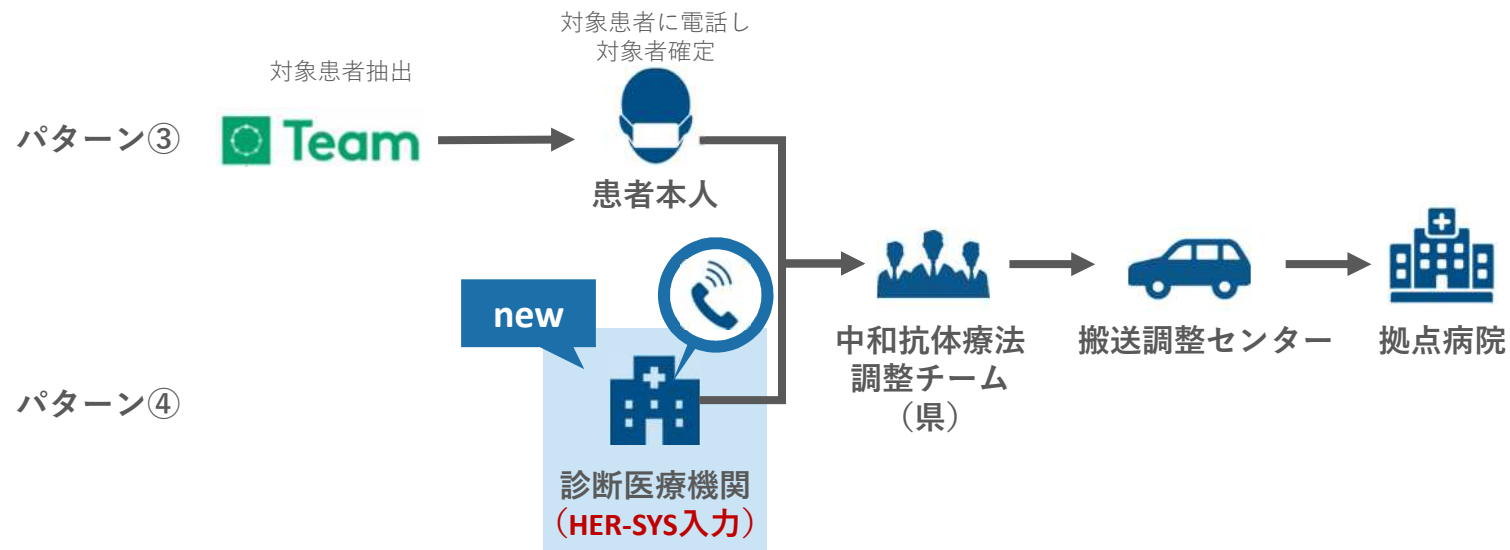 対象患者に電話し
対象者確定
対象患者抽出
パターン③
Team
患者本人
new
中和抗体療法
調整チーム
（県）
搬送調整センター
拠点病院
パターン④
診断医療機関
（HER-SYS入力）